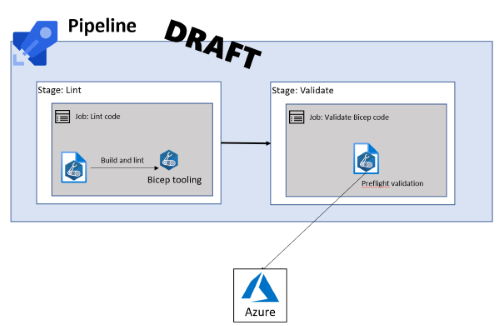 Pipeline
DRAFT
Stage: Lint
Job: Lint code
Build and lint
Bicep tooling
Stage: Validate
Job: Validate Bicep code
Preflight validation
Azure